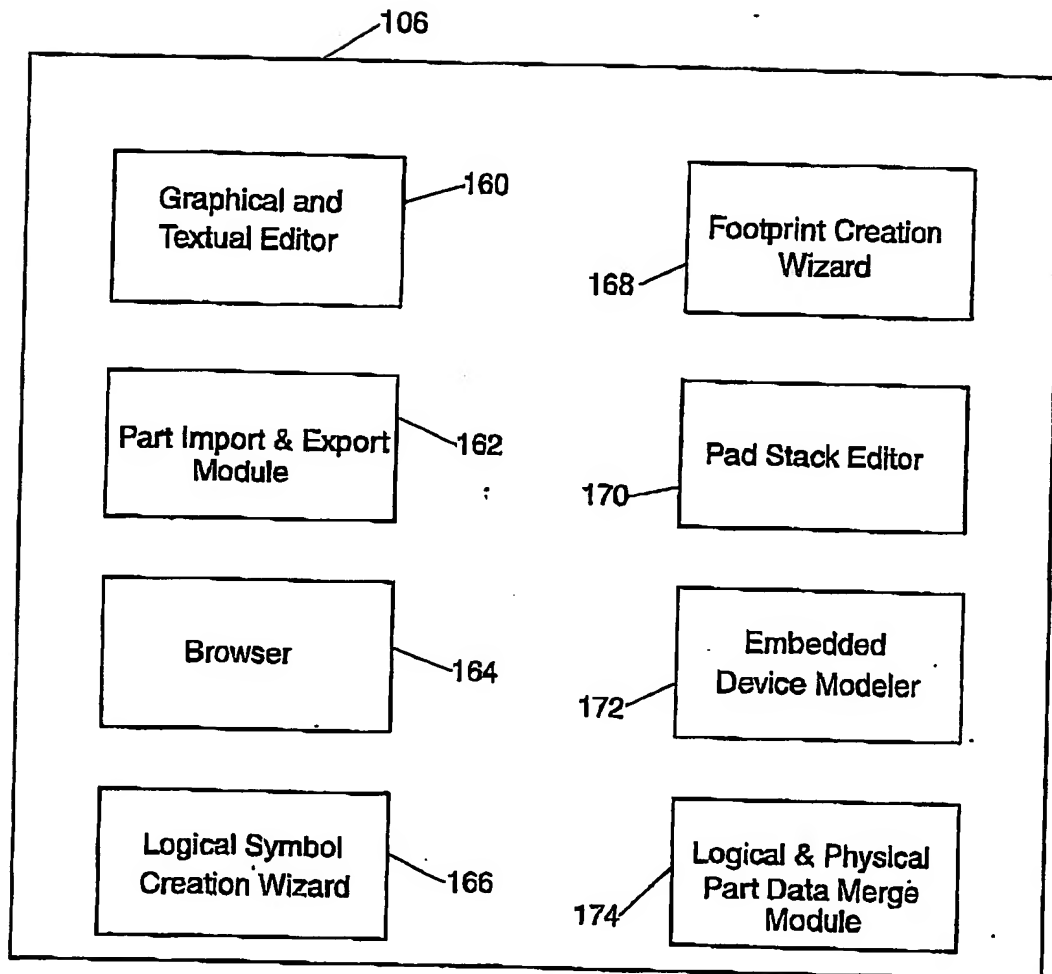 106
Graphical and
Textual Editor
160
Footprint Creation
Wizard
168
Part Import & Export
Module
162
Pad Stack Editor
170
Browser
164
Embedded
Device Modeler
172
Logical Symbol
Creation Wizard
166
Logical & Physical
Part Data Merge
Module
174